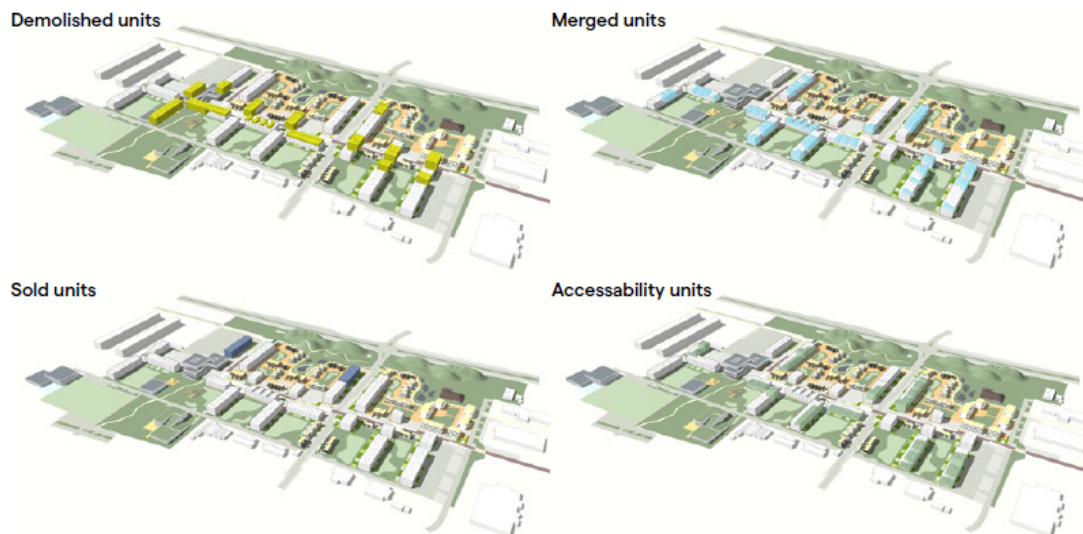 Demolished units
Merged units
Sold units
Accessability units